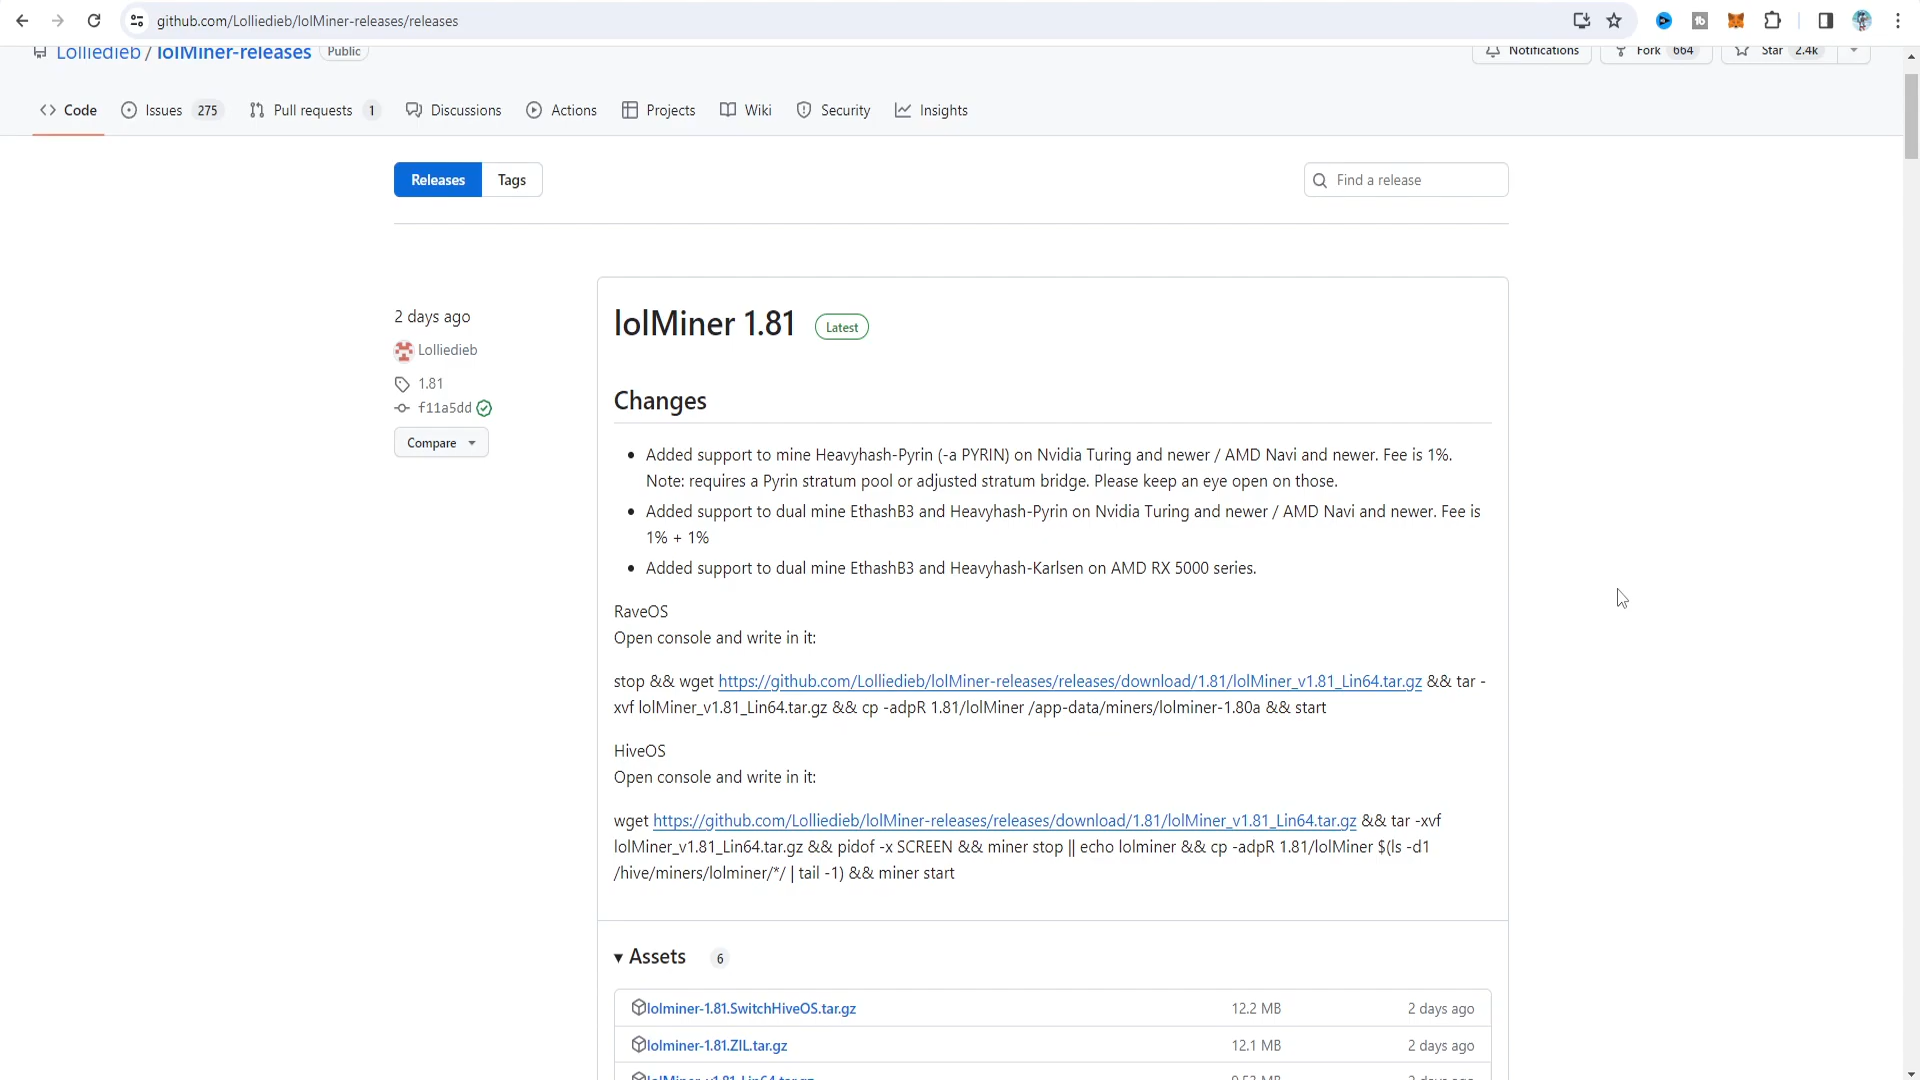 github.com/Lolliedieb/lolMiner-releases/releases
Lolliedieb / lolMiner-releases Public
Notifications Fork 664 Star 2.4k
Code Issues 275 Pull requests 1 Discussions Actions Projects Wiki Security Insights
Releases Tags
Find a release
2 days ago
Lolliedieb
1.81
f11a5dd
Compare
lolMiner 1.81 Latest
Changes
• Added support to mine Heavyhash-Pyrin (-a PYRIN) on Nvidia Turing and newer / AMD Navi and newer. Fee is 1%.
Note: requires a Pyrin stratum pool or adjusted stratum bridge. Please keep an eye open on those.
• Added support to dual mine EthashB3 and Heavyhash-Pyrin on Nvidia Turing and newer / AMD Navi and newer. Fee is
1% + 1%
• Added support to dual mine EthashB3 and Heavyhash-Karlsen on AMD RX 5000 series.
RaveOS
Open console and write in it:
stop && wget https://github.com/Lolliedieb/lolMiner-releases/releases/download/1.81/lolMiner_v1.81_Lin64.tar.gz && tar -
xvf lolMiner_v1.81_Lin64.tar.gz && cp -adpR 1.81/lolMiner /app-data/miners/lolminer-1.80a && start
HiveOS
Open console and write in it:
wget https://github.com/Lolliedieb/lolMiner-releases/releases/download/1.81/lolMiner_v1.81_Lin64.tar.gz && tar -xvf
lolMiner_v1.81_Lin64.tar.gz && pidof -x SCREEN && miner stop || echo lolminer && cp -adpR 1.81/lolMiner $(ls -d1
/hive/miners/lolminer/*/ | tail -1) && miner start
Assets 6
lolminer-1.81.SwitchHiveOS.tar.gz 12.2 MB 2 days ago
lolminer-1.81.ZIL.tar.gz 12.1 MB 2 days ago
lolMiner_v1.81_Lin64.tar.gz 9.53 MB 2 days ago